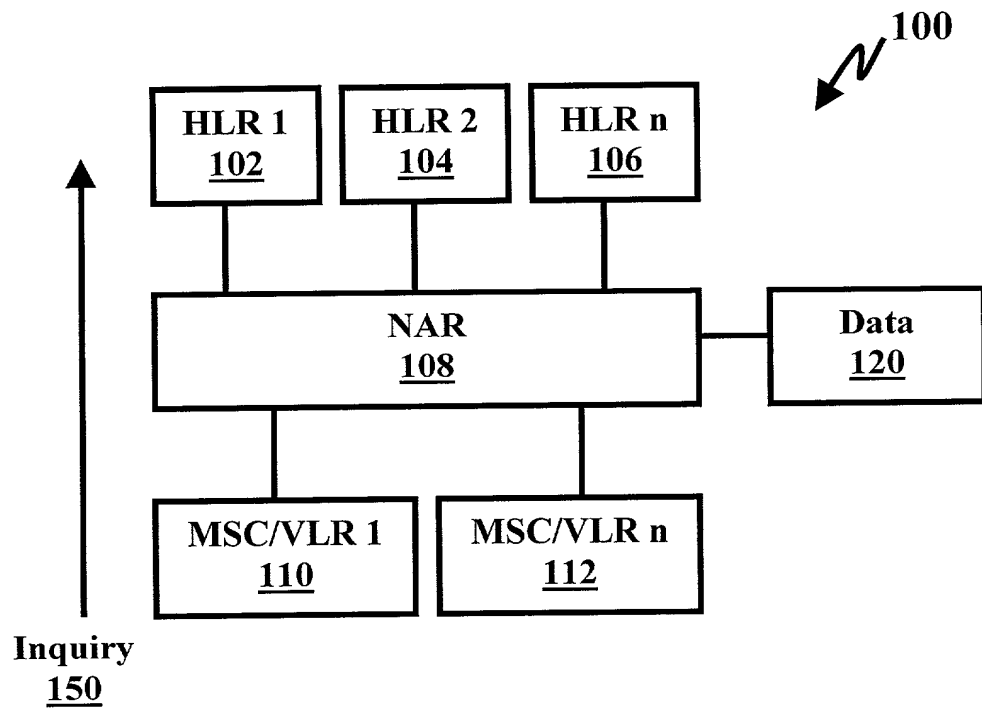 100
HLR 1
102
HLR 2
104
HLR n
106
NAR
108
Data
120
MSC/VLR 1
110
MSC/VLR n
112
Inquiry
150